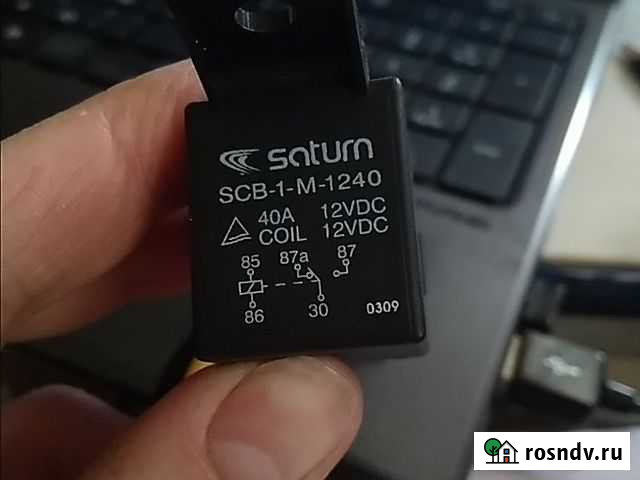 saturn
SCB-1-M-1240
40A 12VDC
COIL 12VDC
85 87a 87
86 30 0309
rosndv.ru